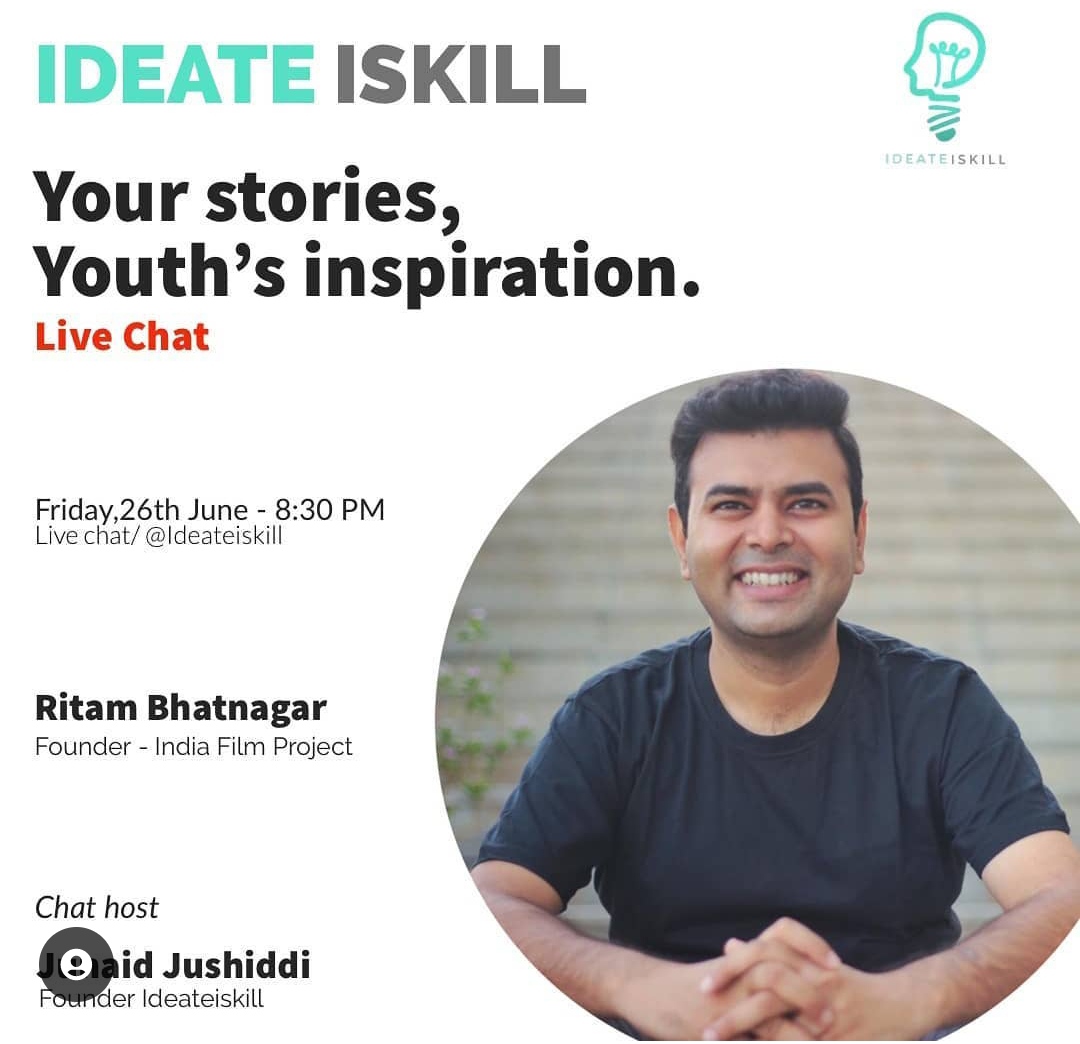 IDEATE ISKILL
IDEATEISKILL
Your stories,
Youth's inspiration.
Live Chat
Friday,26th June - 8:30 PM
Live chat/ @Ideateiskill
Ritam Bhatnagar
Founder - India Film Project
Chat host
Junaid Jushiddi
Founder Ideateiskill